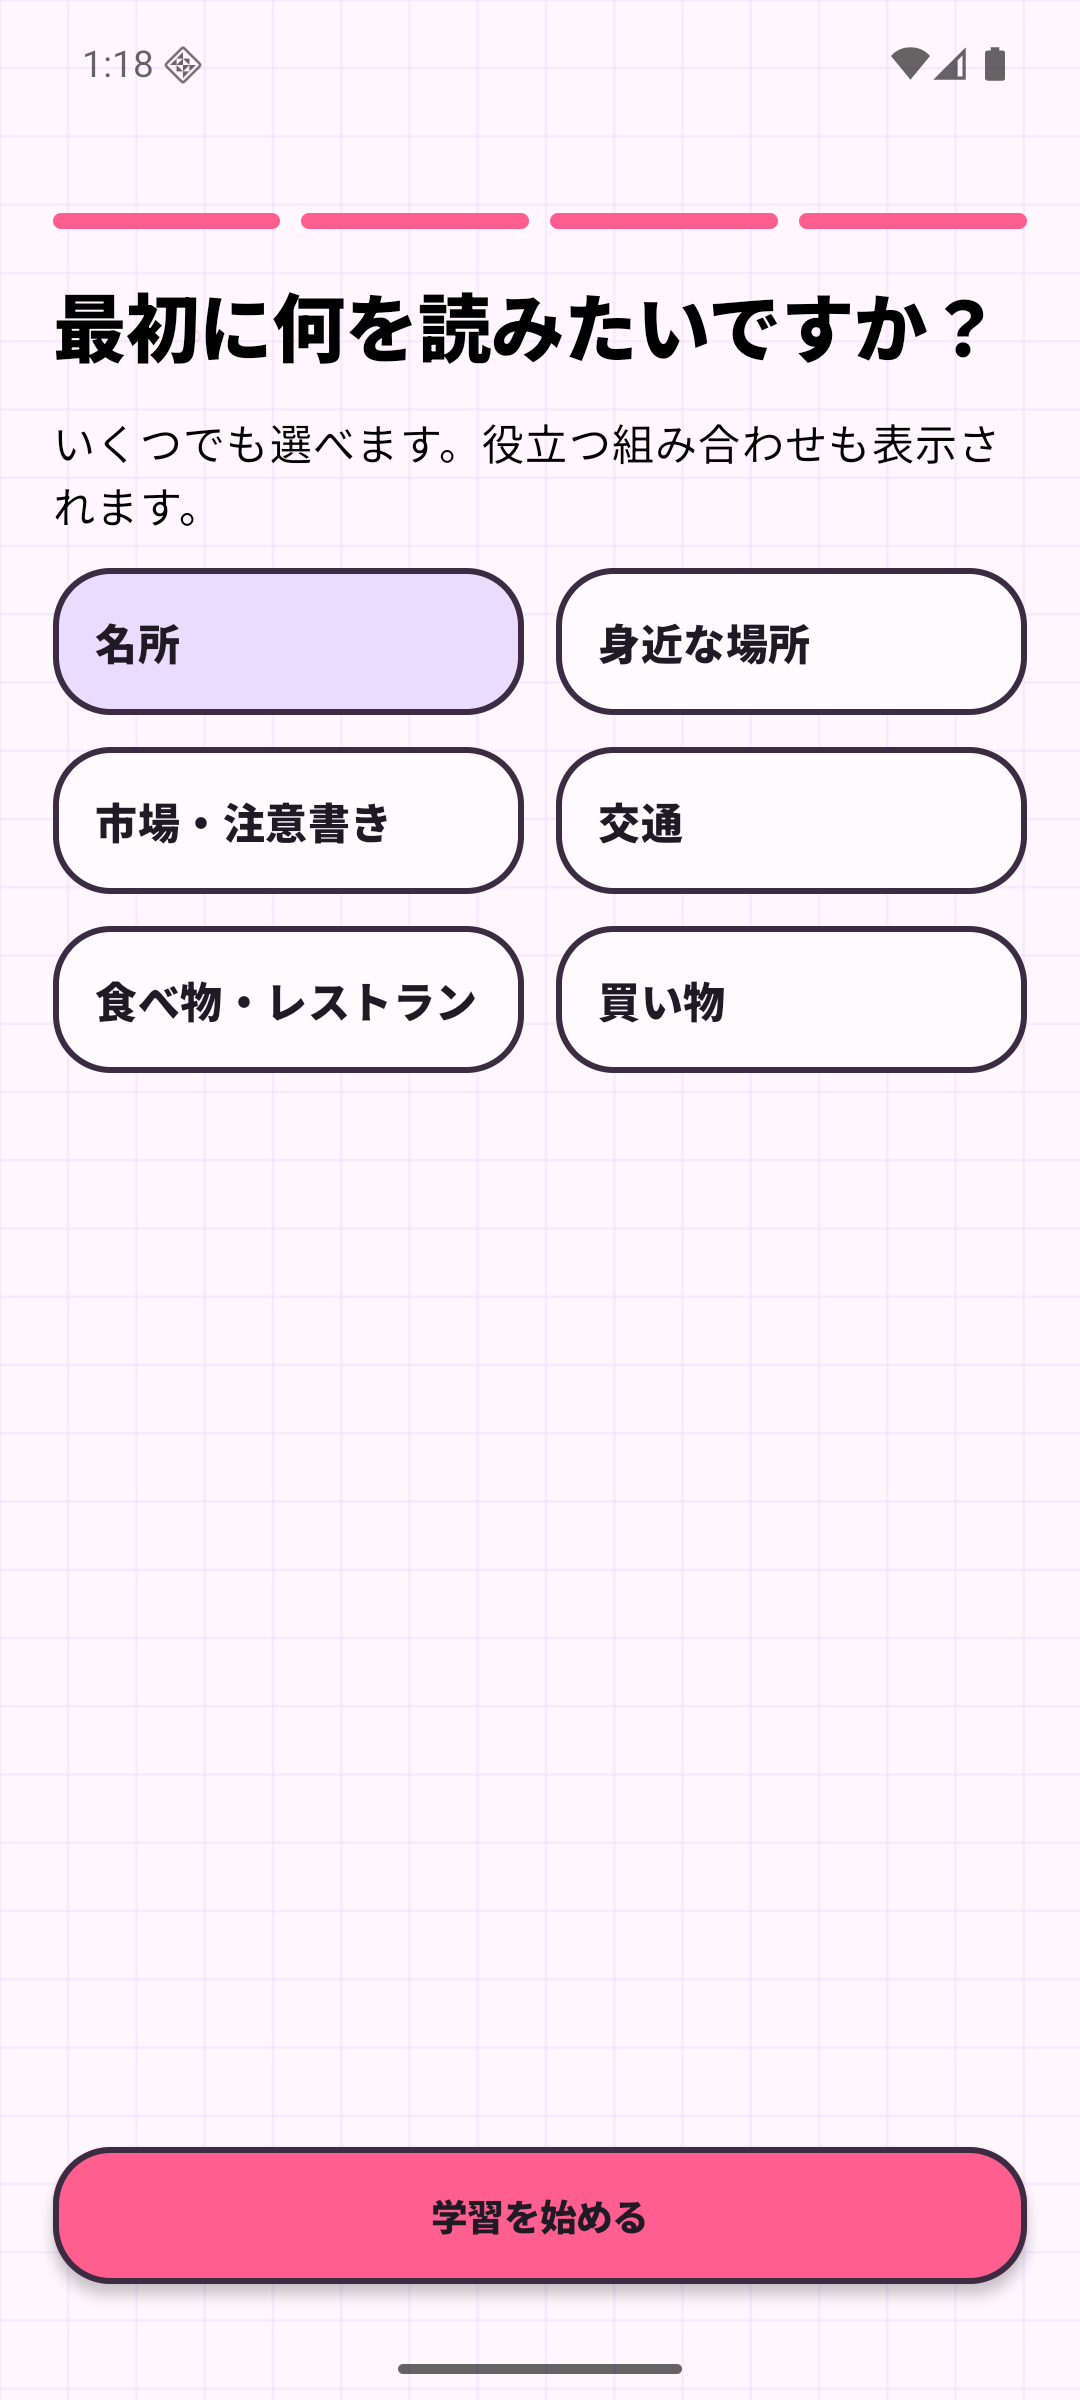 1:18
最初に何を読みたいですか？
いくつでも選べます。役立つ組み合わせも表示さ
れます。
名所
身近な場所
市場・注意書き
交通
食べ物・レストラン
買い物
学習を始める